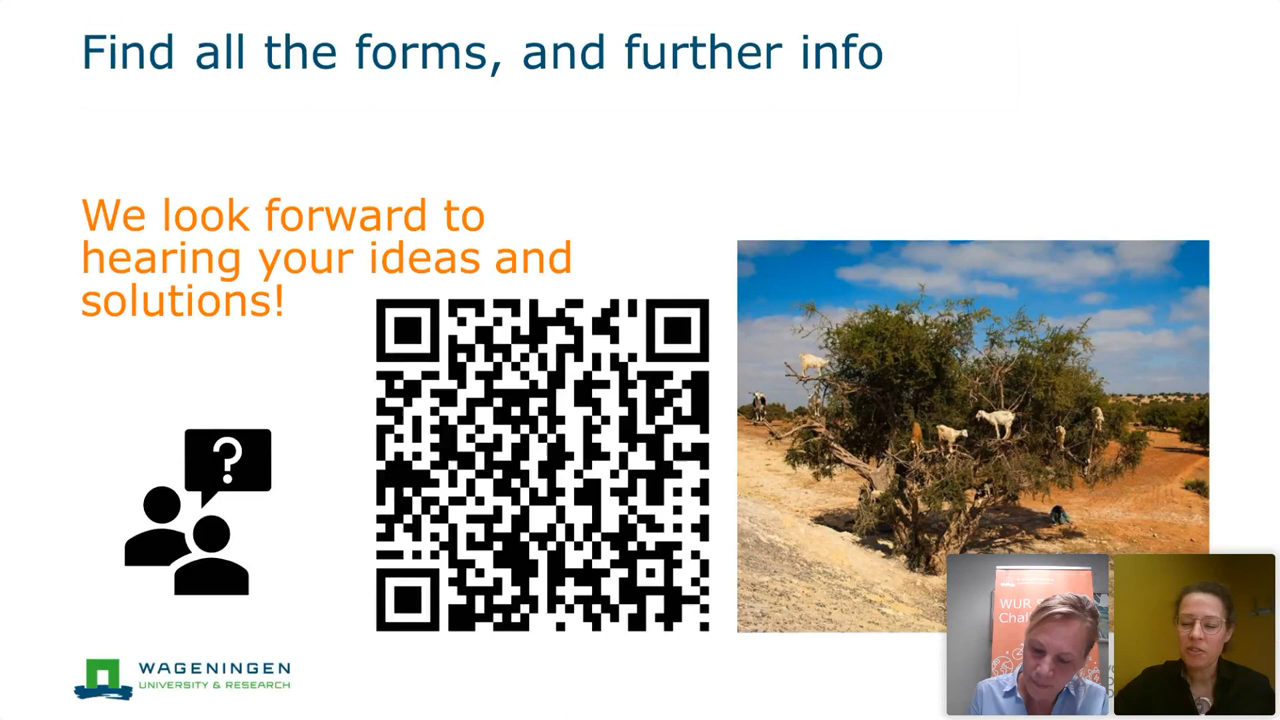 Find all the forms, and further info
We look forward to
hearing your ideas and
solutions!
?
WAGENINGEN
UNIVERSITY & RESEARCH
WUR